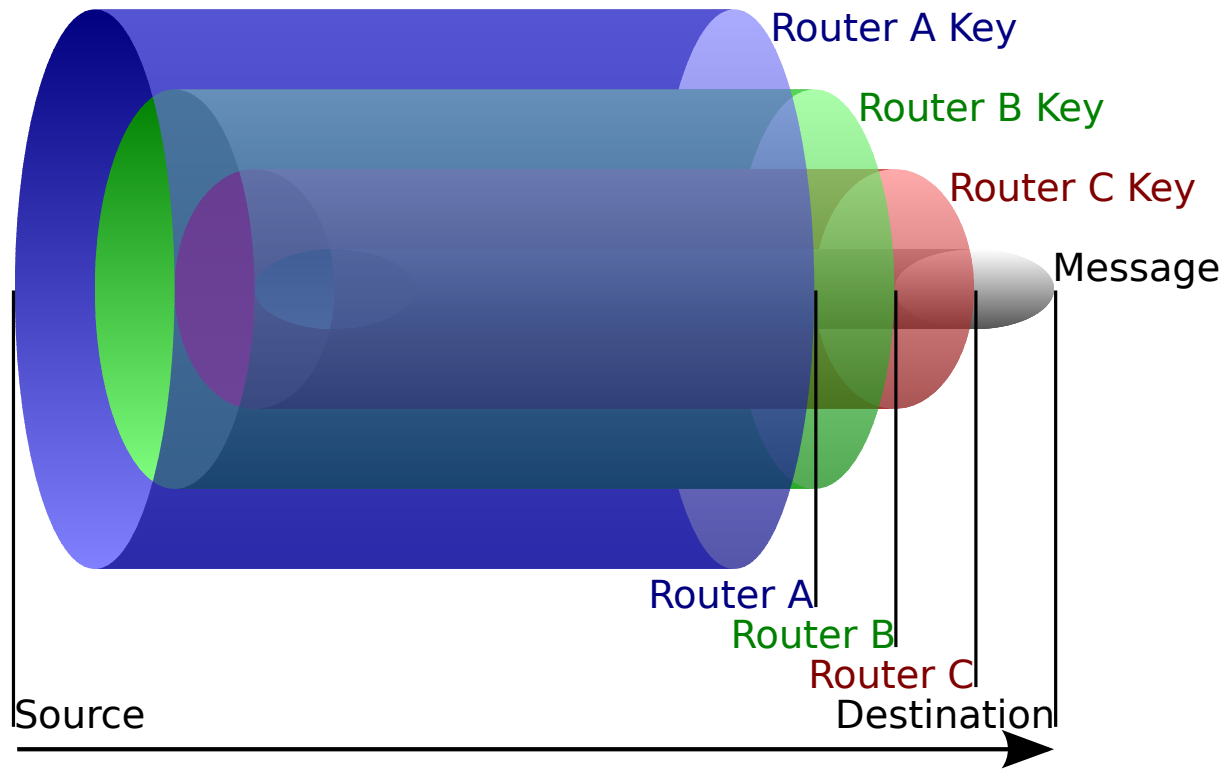 Router A Key
Router B Key
Router C Key
Message
Router A
Router B
Router C
Source
Destination